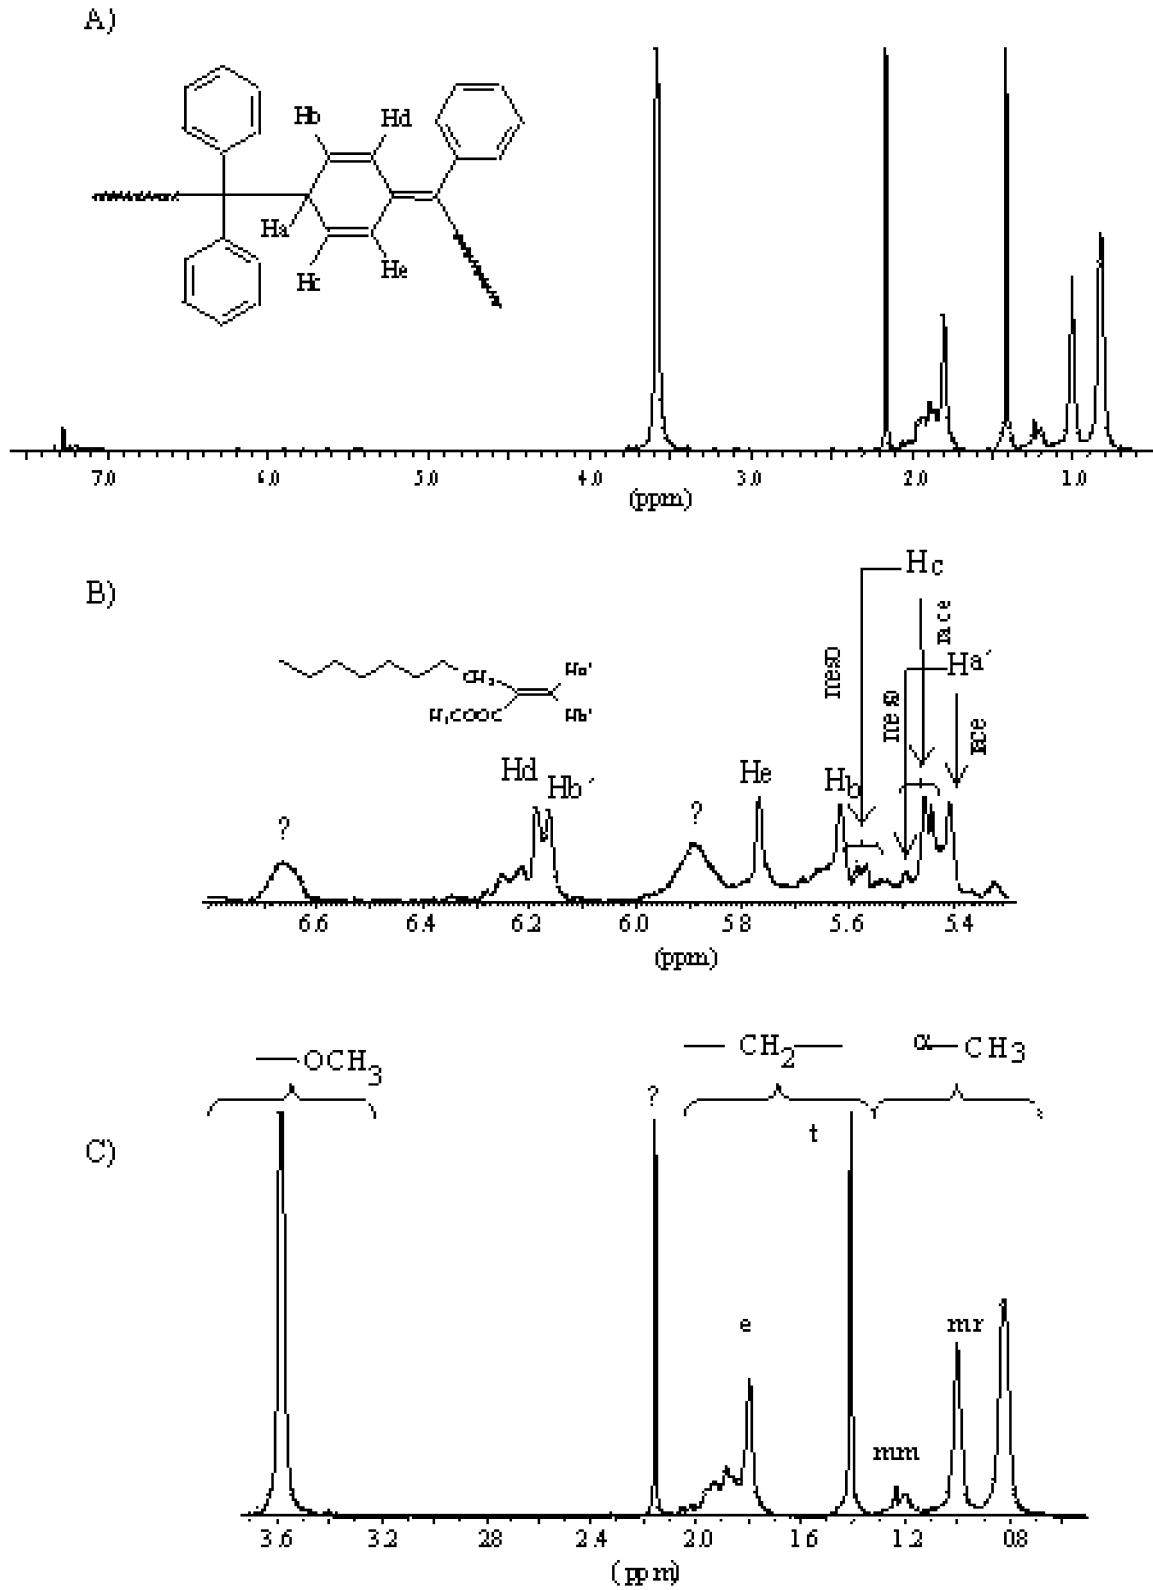 A)
Hb Hd
Ha
Hc He
7.0 6.0 5.0 4.0 3.0 2.0 1.0
(ppm)
B)
Hc
meso race
Ha´
meso race
CH2 Ha'
H3COOC Hb'
Hd Hb´ He Hb
? ?
6.6 6.4 6.2 6.0 5.8 5.6 5.4
(ppm)
C)
OCH3 ? CH2 α CH3
t
e mr
mm
3.6 3.2 2.8 2.4 2.0 1.6 1.2 0.8
(ppm)